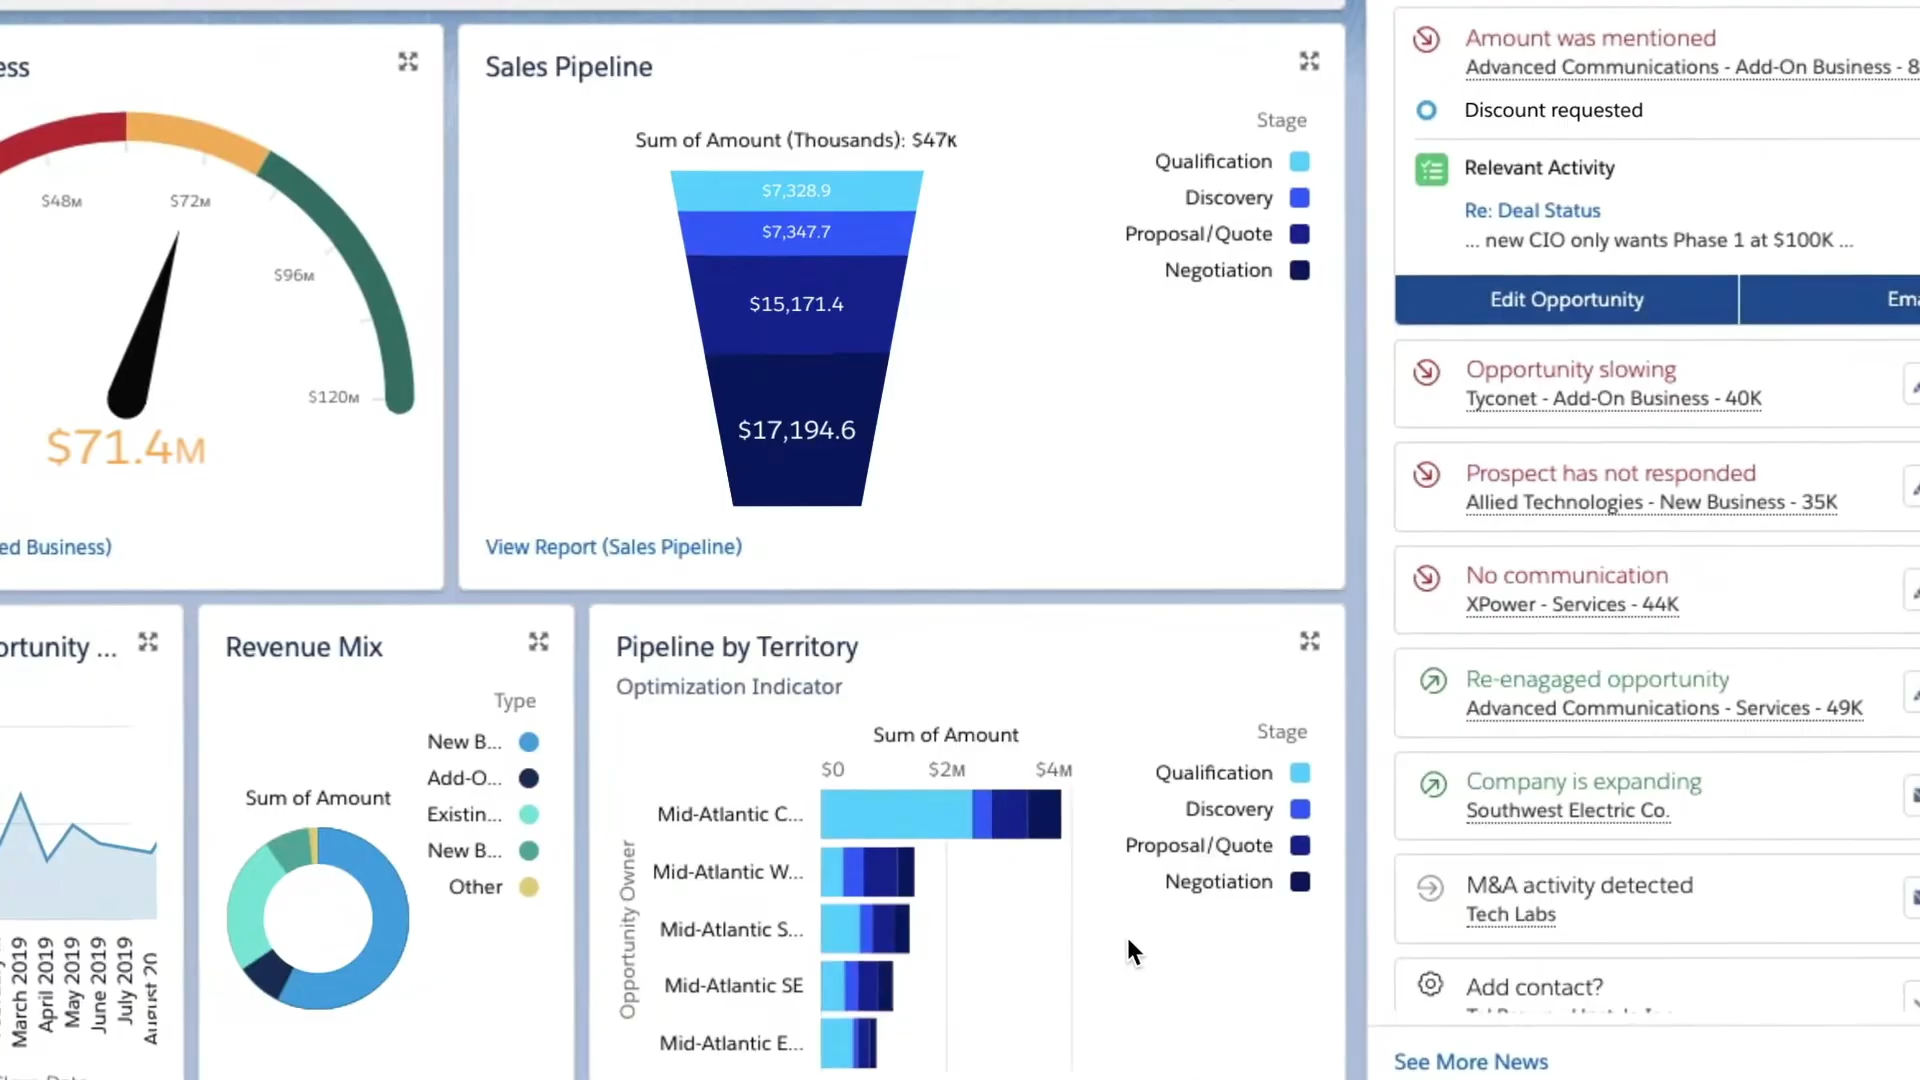 ess
$48M
$72M
$96M
$120M
$71.4M
ed Business)
Sales Pipeline
Sum of Amount (Thousands): $47K
$7,328.9
$7,347.7
$15,171.4
$17,194.6
Stage
Qualification
Discovery
Proposal/Quote
Negotiation
View Report (Sales Pipeline)
ortunity ...
March 2019
April 2019
May 2019
June 2019
July 2019
August 20
Revenue Mix
Type
New B...
Add-O...
Existin...
New B...
Other
Sum of Amount
Pipeline by Territory
Optimization Indicator
Sum of Amount
$0
$2M
$4M
Opportunity Owner
Mid-Atlantic C...
Mid-Atlantic W...
Mid-Atlantic S...
Mid-Atlantic SE
Mid-Atlantic E...
Stage
Qualification
Discovery
Proposal/Quote
Negotiation
Amount was mentioned
Advanced Communications - Add-On Business - 8
Discount requested
Relevant Activity
Re: Deal Status
... new CIO only wants Phase 1 at $100K ...
Edit Opportunity
Ema
Opportunity slowing
Tyconet - Add-On Business - 40K
Prospect has not responded
Allied Technologies - New Business - 35K
No communication
XPower - Services - 44K
Re-enagaged opportunity
Advanced Communications - Services - 49K
Company is expanding
Southwest Electric Co.
M&A activity detected
Tech Labs
Add contact?
See More News